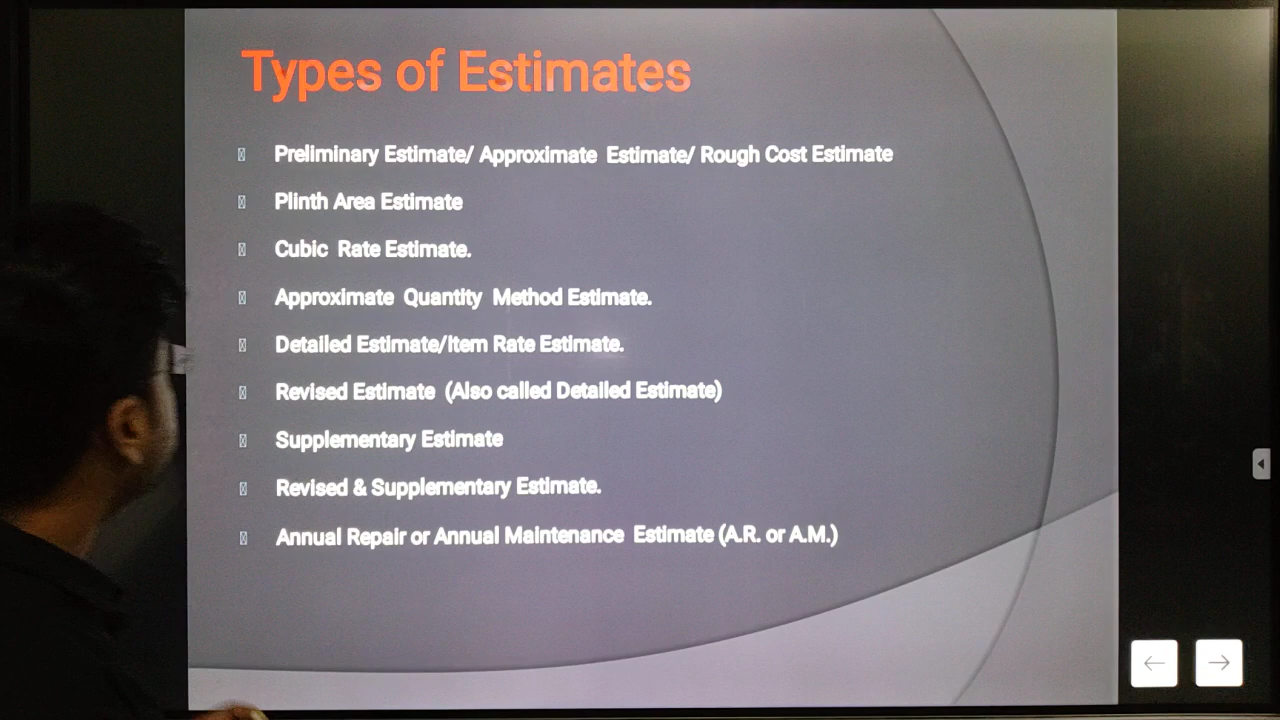 Types of Estimates
Preliminary Estimate/ Approximate Estimate/ Rough Cost Estimate
Plinth Area Estimate
Cubic Rate Estimate.
Approximate Quantity Method Estimate.
Detailed Estimate/Item Rate Estimate.
Revised Estimate (Also called Detailed Estimate)
Supplementary Estimate
Revised & Supplementary Estimate.
Annual Repair or Annual Maintenance Estimate (A.R. or A.M.)